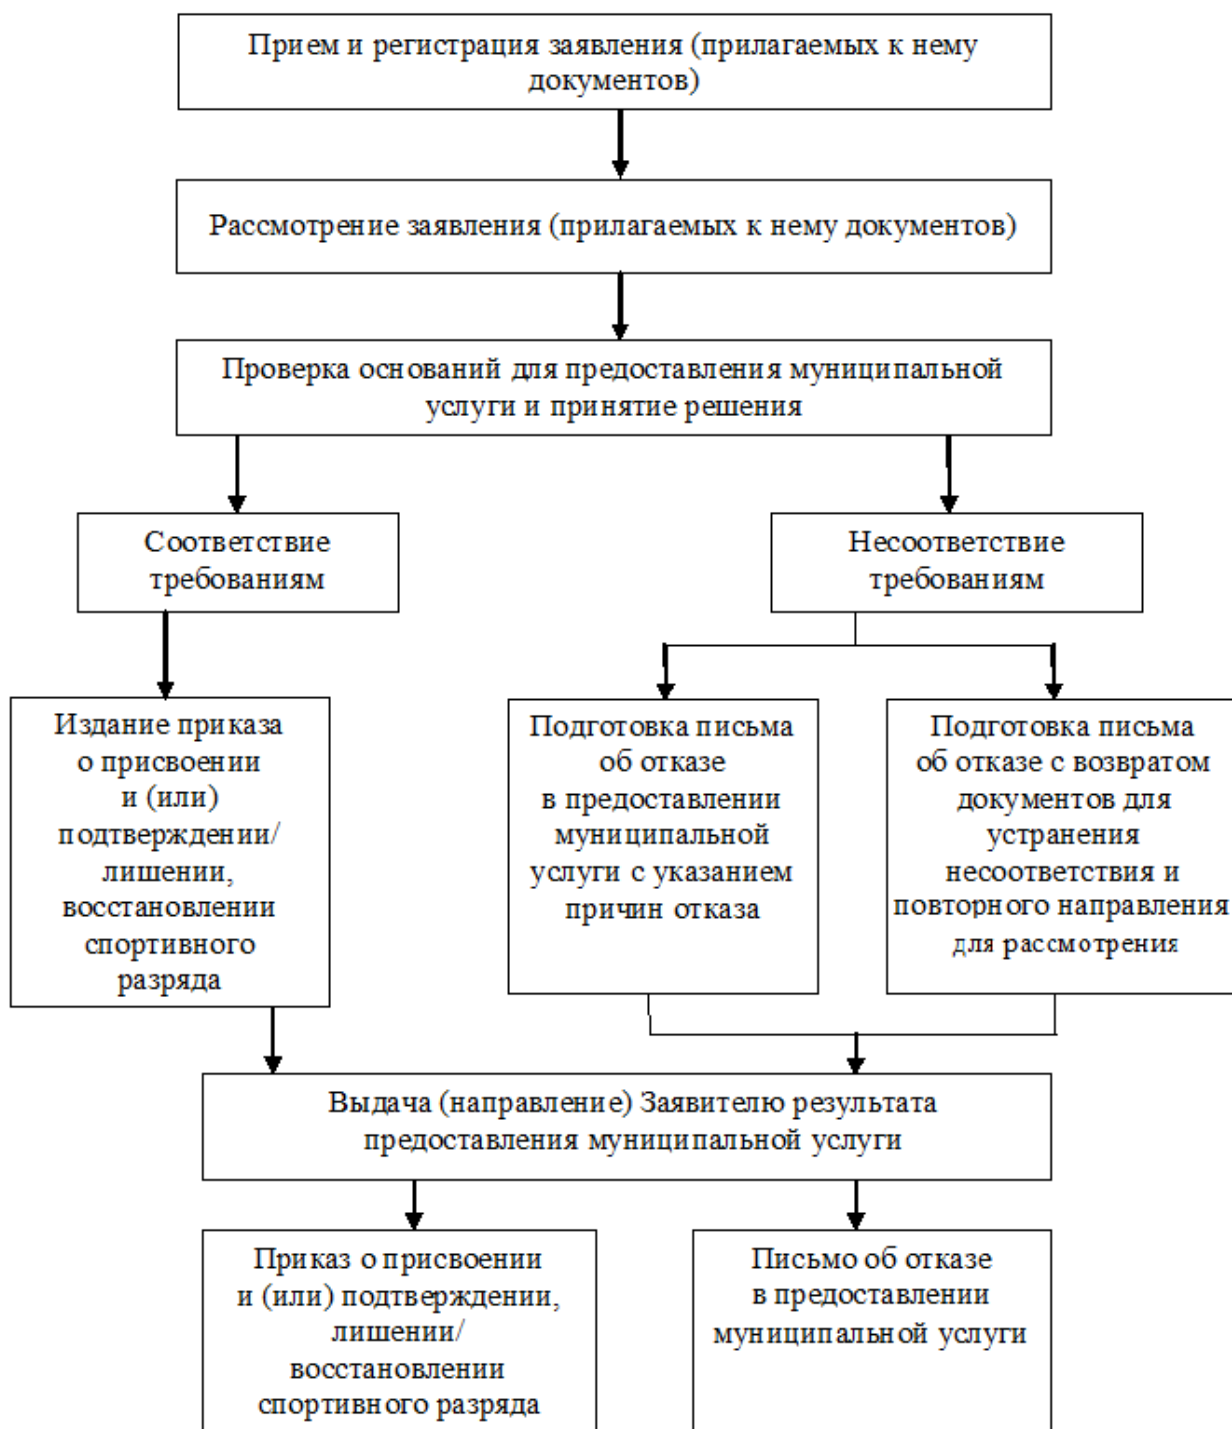 Прием и регистрация заявления (прилагаемых к нему
документов)
Рассмотрение заявления (прилагаемых к нему документов)
Проверка оснований для предоставления муниципальной
услуги и принятие решения
Соответствие
требованиям
Несоответствие
требованиям
Издание приказа
о присвоении
и (или)
подтверждении/
лишении,
восстановлении
спортивного
разряда
Подготовка письма
об отказе
в предоставлении
муниципальной
услуги с указанием
причин отказа
Подготовка письма
об отказе с возвратом
документов для
устранения
несоответствия и
повторного направления
для рассмотрения
Выдача (направление) Заявителю результата
предоставления муниципальной услуги
Приказ о присвоении
и (или) подтверждении,
лишении/
восстановлении
спортивного разряда
Письмо об отказе
в предоставлении
муниципальной услуги